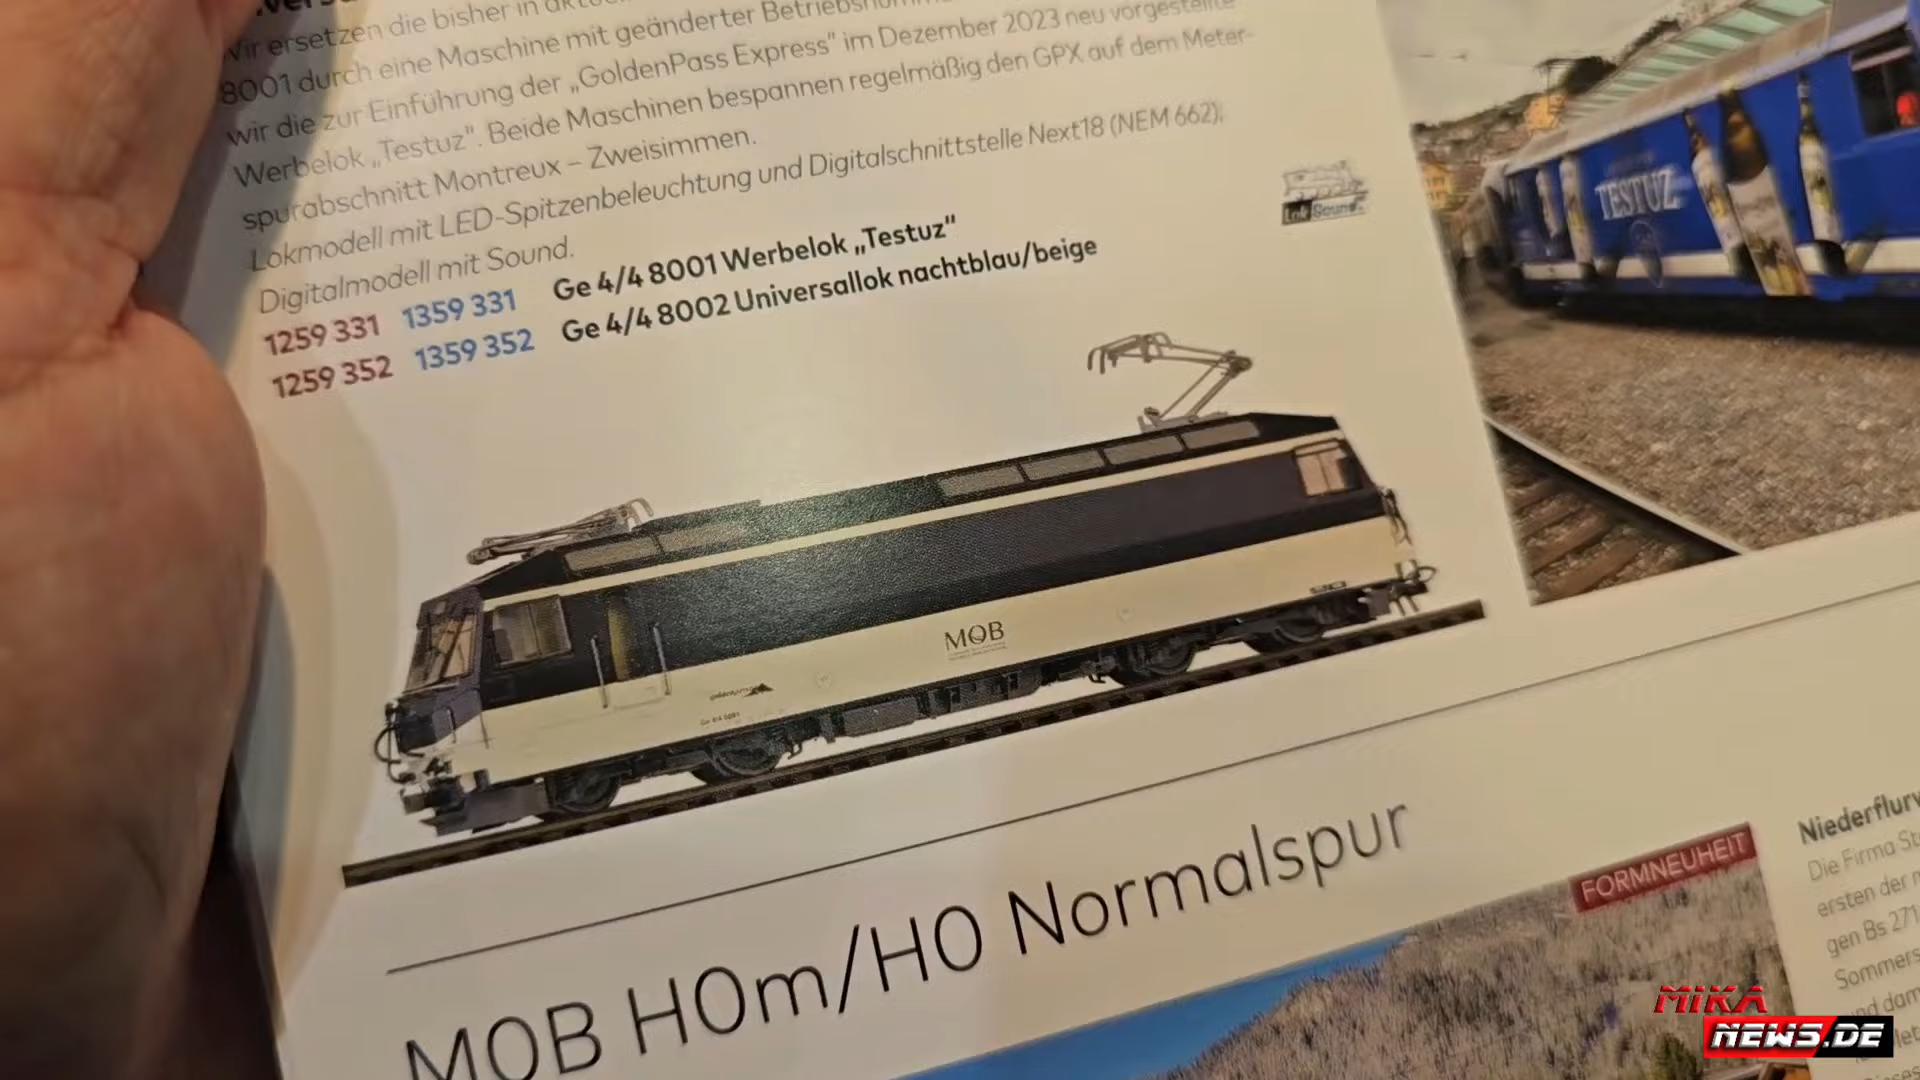 Wir ersetzen die bisher in
8001 durch eine Maschine mit geänderter
wir die zur Einführung der „GoldenPass Express" im Dezember 2023 neu vorgestellte
Werbelok „Testuz". Beide Maschinen bespannen regelmäßig den GPX auf dem Meter-
spurabschnitt Montreux – Zweisimmen.
Lokmodell mit LED-Spitzenbeleuchtung und Digitalschnittstelle Next18 (NEM 662);
Digitalmodell mit Sound.
1259 331 1359 331 Ge 4/4 8001 Werbelok „Testuz"
1259 352 1359 352 Ge 4/4 8002 Universallok nachtblau/beige
LokSound
TESTUZ
MOB
MOB H0m/H0 Normalspur
FORMNEUHEIT
Die Firma
ersten der
gen Bs 271
MIKA
NEWS.DE